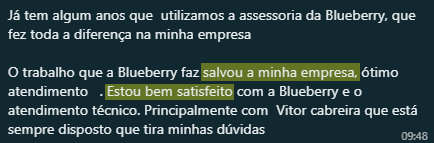 Já tem algum anos que  utilizamos a assessoria da Blueberry, que
fez toda a diferença na minha empresa

O trabalho que a Blueberry faz salvou a minha empresa, ótimo
atendimento   . Estou bem satisfeito com a Blueberry e o
atendimento técnico. Principalmente com  Vitor cabreira que está
sempre disposto que tira minhas dúvidas
09:48